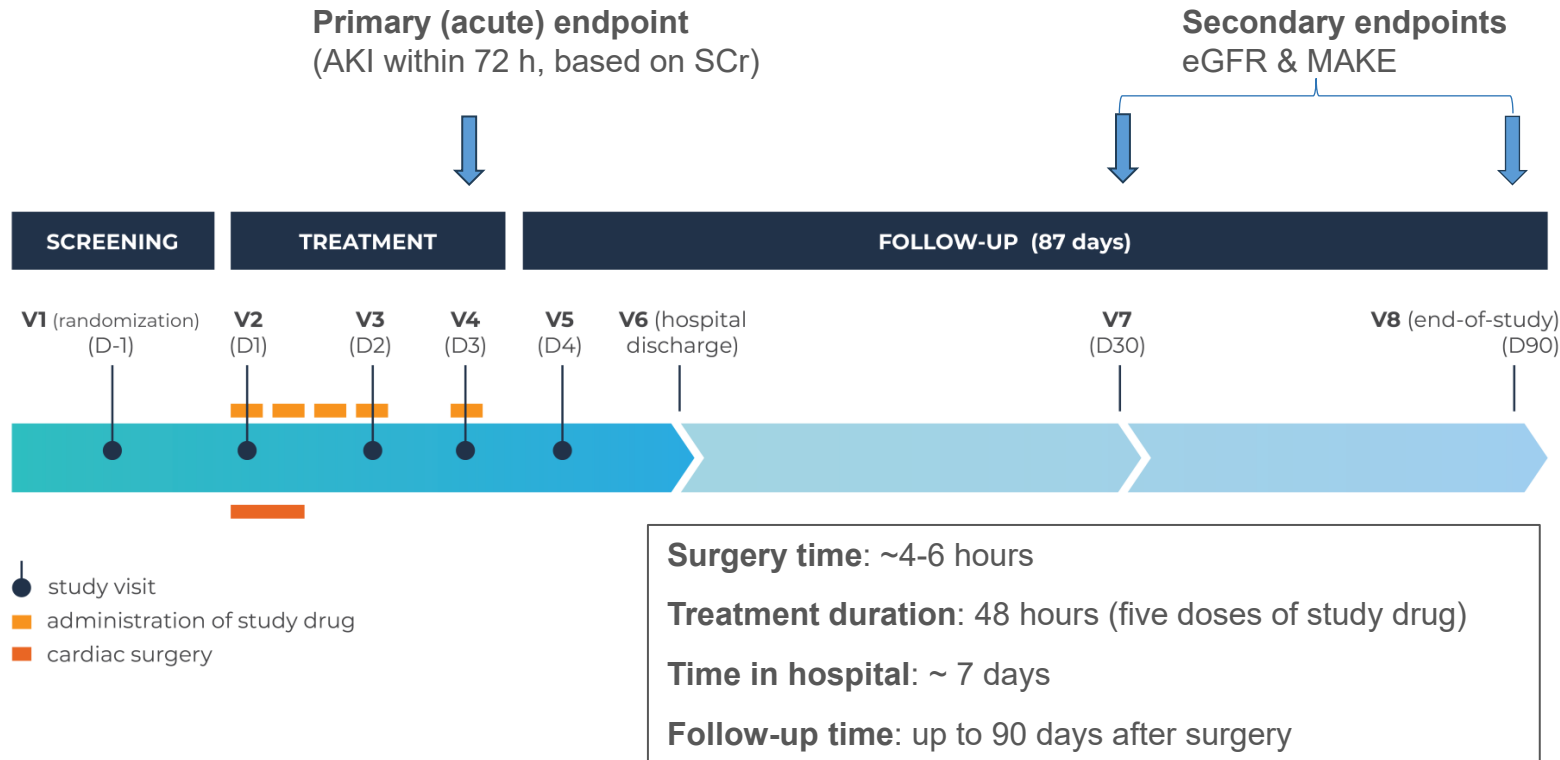 Primary (acute) endpoint
(AKI within 72 h, based on SCr)
Secondary endpoints
eGFR & MAKE
SCREENING
TREATMENT
FOLLOW-UP (87 days)
V1 (randomization)
(D-1)
V2
(D1)
V3
(D2)
V4
(D3)
V5
(D4)
V6 (hospital
discharge)
V7
(D30)
V8 (end-of-study)
(D90)
study visit
administration of study drug
cardiac surgery
Surgery time: ~4-6 hours
Treatment duration: 48 hours (five doses of study drug)
Time in hospital: ~ 7 days
Follow-up time: up to 90 days after surgery